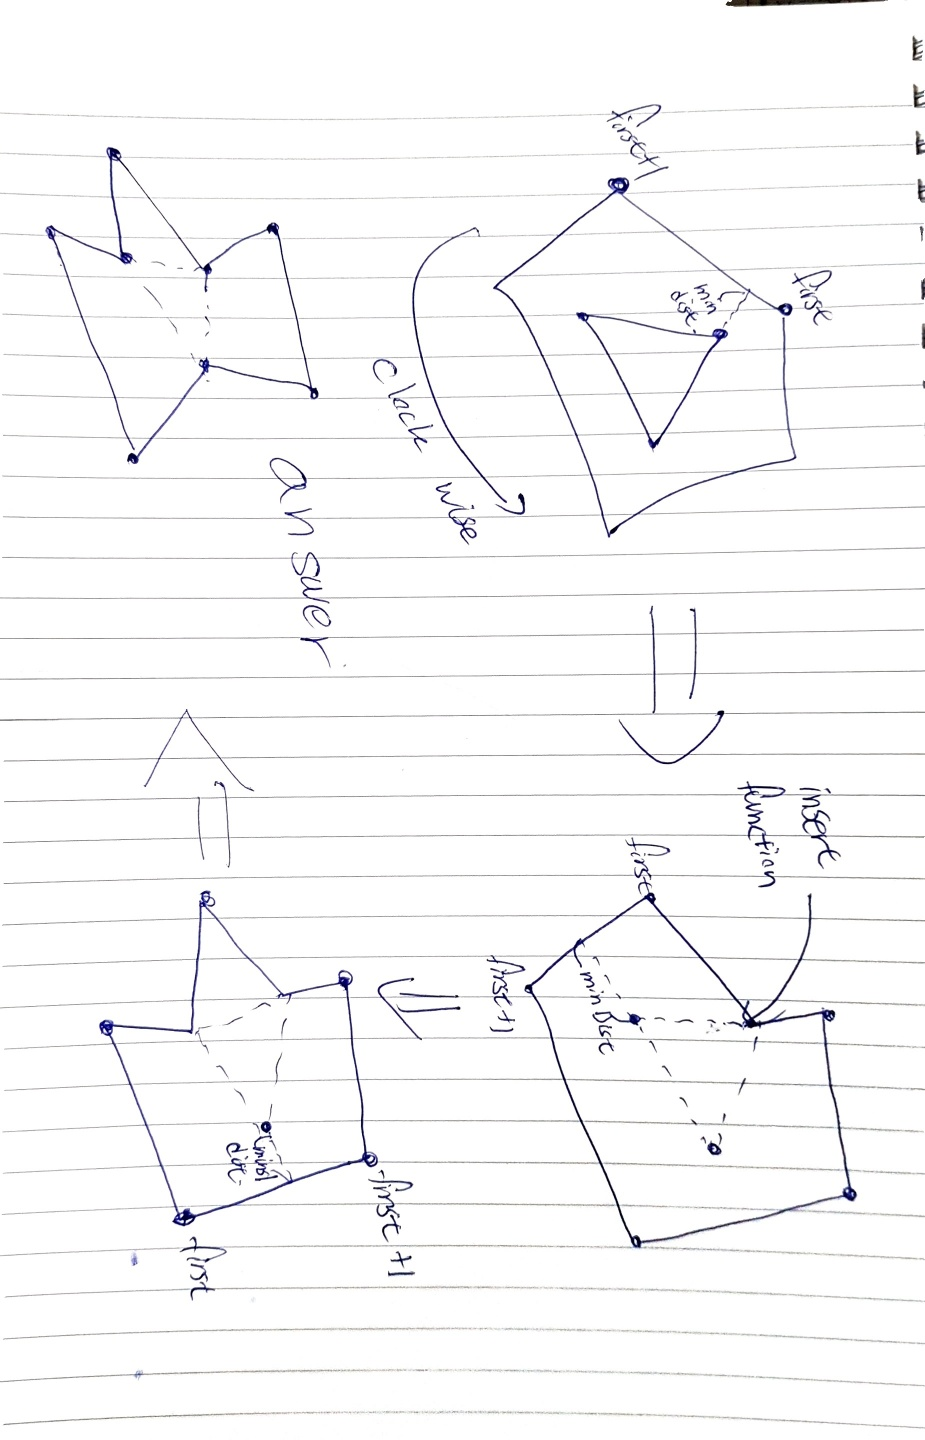 first+1
first
min
dist.
clock
wise
insert
function
first
first+1
min Dist
first+1
first
mind
dist.
answer